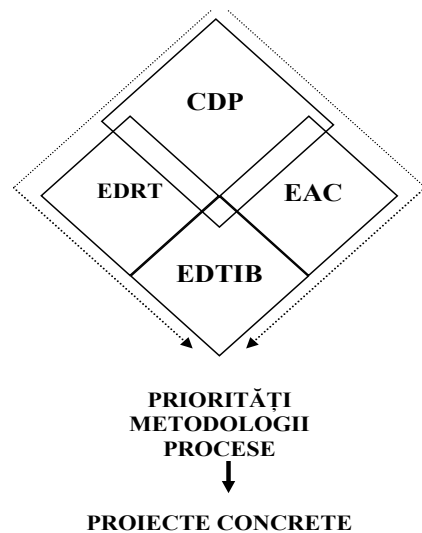 CDP
EDRT
EAC
EDTIB
PRIORITĂȚI
METODOLOGII
PROCESE
PROIECTE CONCRETE